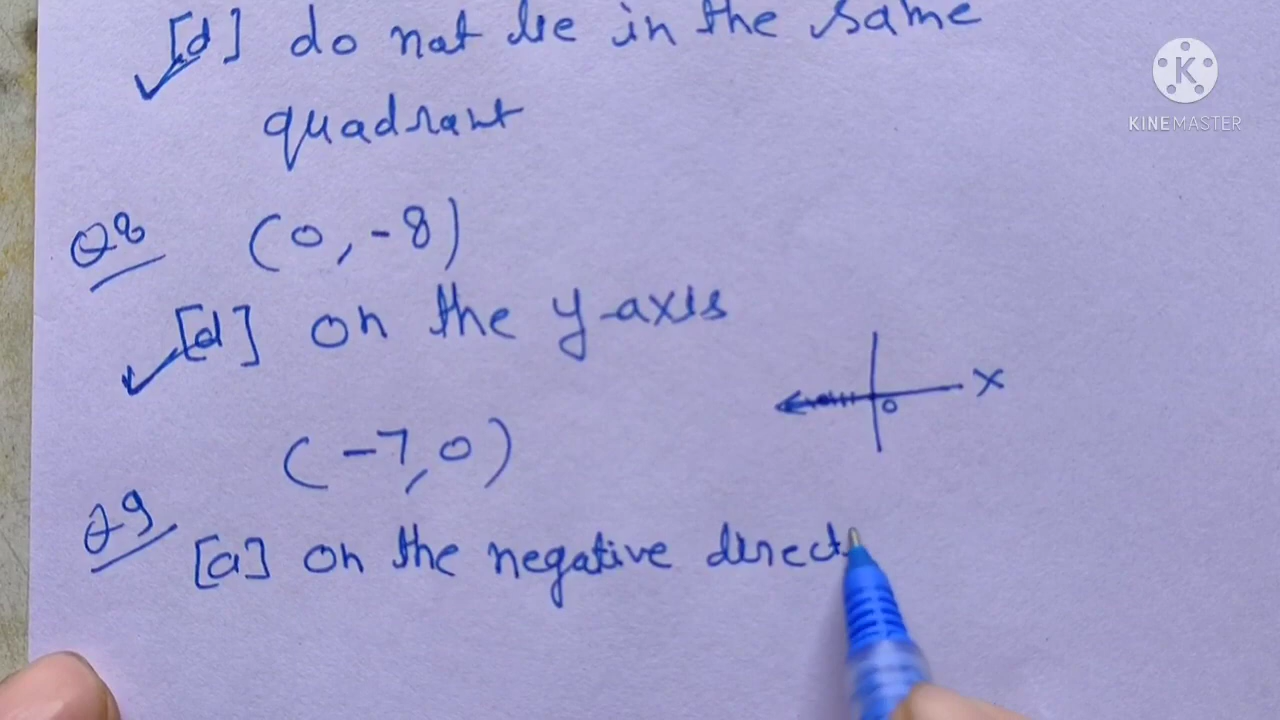 [d] do not lie in the same
quadrant
K
KINEMASTER
Q8 (0,-8)
[d] on the y-axis
X
0
(-7,0)
Q9
[a] on the negative direct